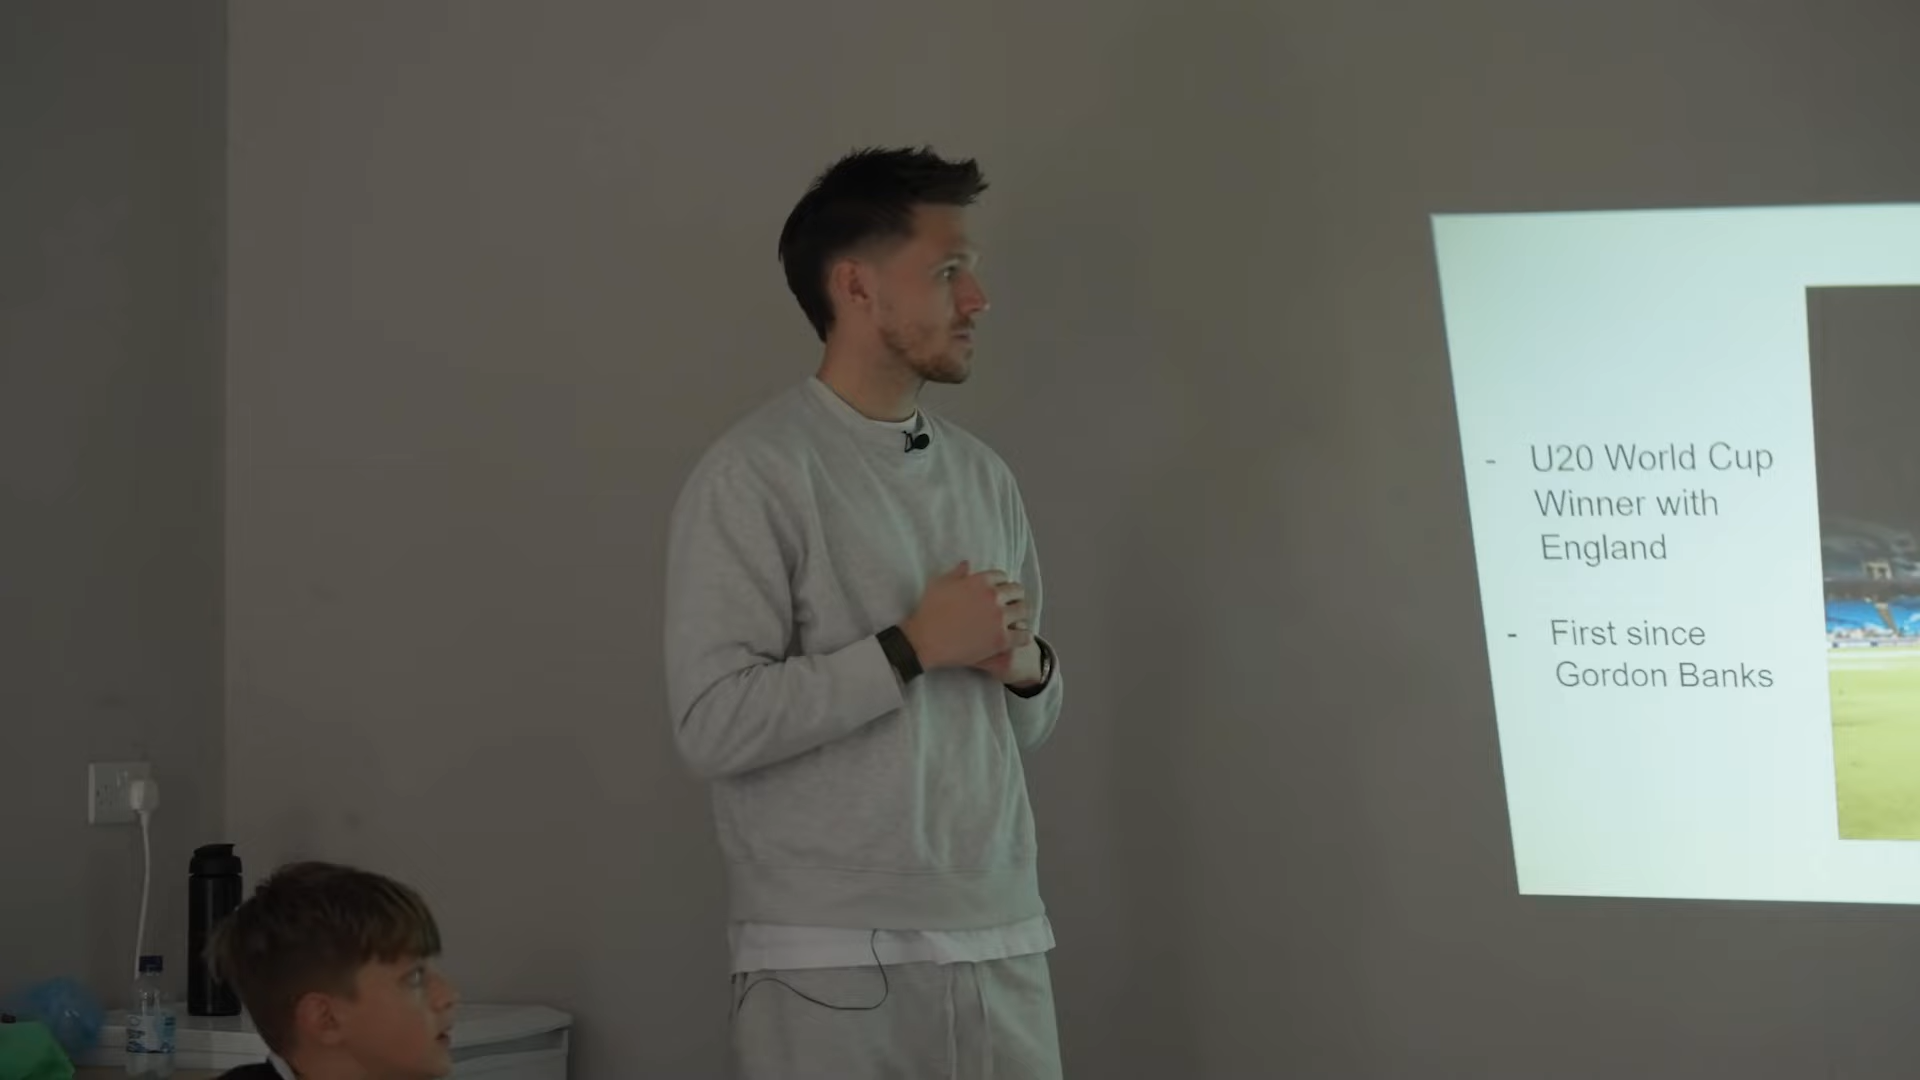 - U20 World Cup
Winner with
England
- First since
Gordon Banks